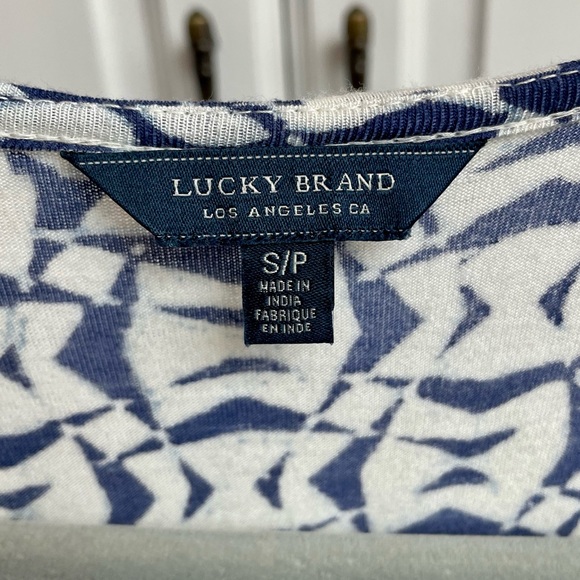 LUCKY BRAND
LOS ANGELES CA
S/P
MADE IN
INDIA
FABRIQUE
EN INDE